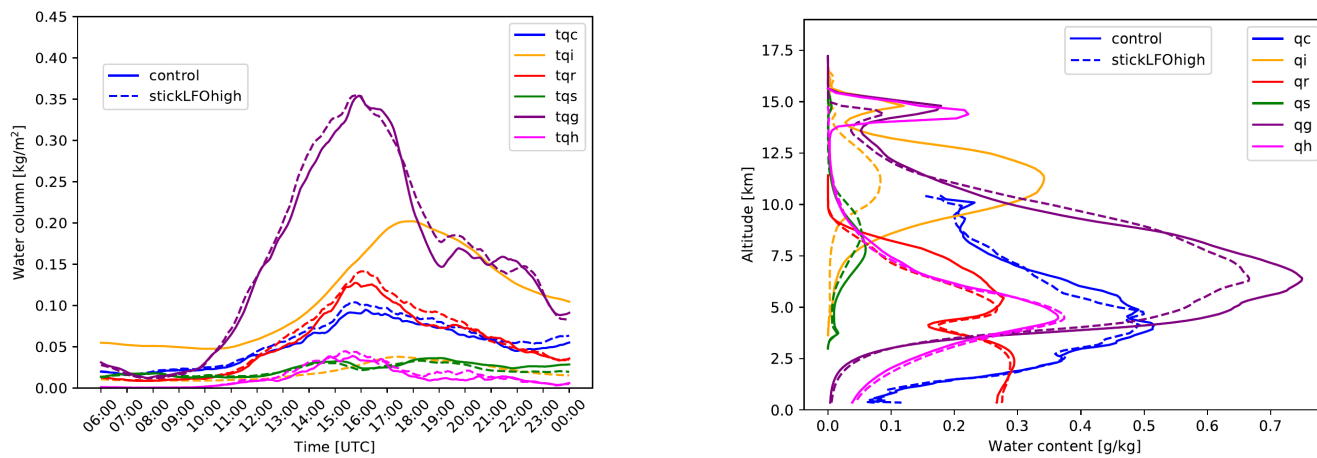 0.45
0.40
0.35
0.30
0.25
0.20
0.15
0.10
0.05
0.00
Water column [kg/m²]
control
stickLFOhigh
tqc
tqi
tqr
tqs
tqg
tqh
06:00
07:00
08:00
09:00
10:00
11:00
12:00
13:00
14:00
15:00
16:00
17:00
18:00
19:00
20:00
21:00
22:00
23:00
00:00
Time [UTC]
17.5
15.0
12.5
10.0
7.5
5.0
2.5
0.0
Altitude [km]
control
stickLFOhigh
qc
qi
qr
qs
qg
qh
0.0
0.1
0.2
0.3
0.4
0.5
0.6
0.7
Water content [g/kg]